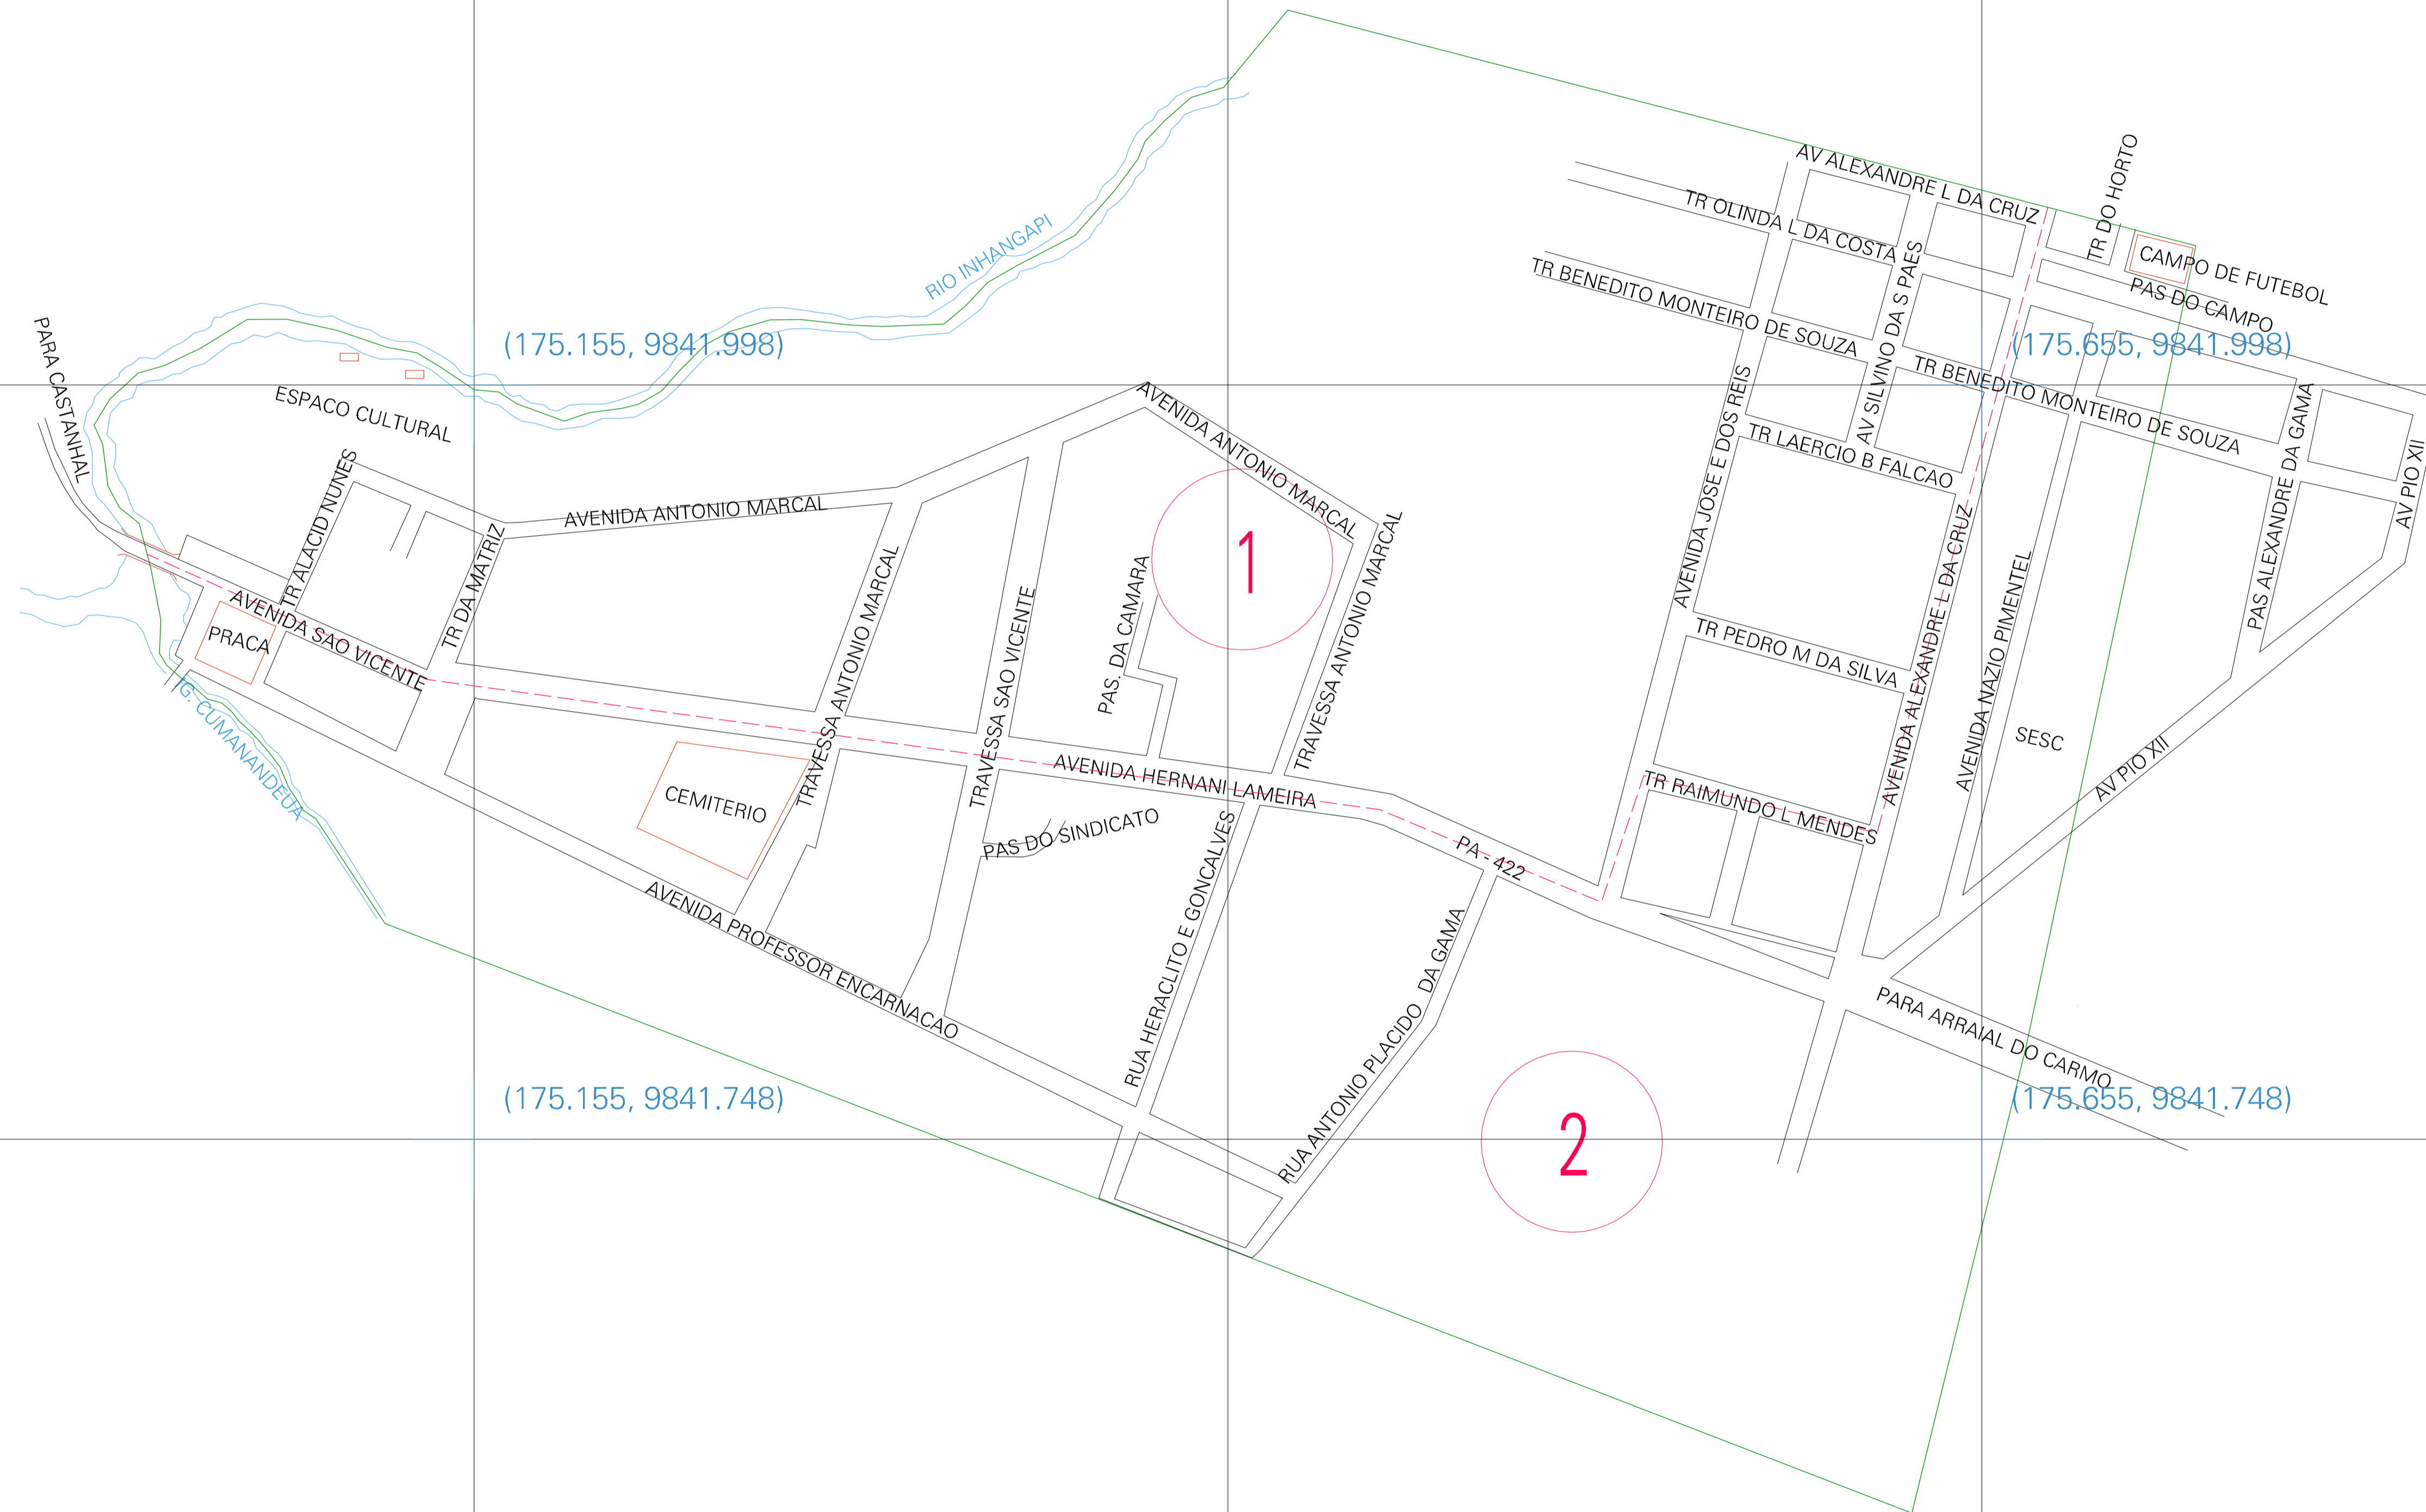 AV ALEXANDRE L DA CRUZ
TR DO HORTO
TR OLINDA L DA COSTA
CAMPO DE FUTEBOL
PAS DO CAMPO
RIO INHANGAPI
TR BENEDITO MONTEIRO DE SOUZA
AV SILVINO DA S PAES
PARA CASTANHAL
(175.155, 9841.998)
(175.655, 9841.998)
TR BENEDITO MONTEIRO DE SOUZA
ESPACO CULTURAL
AVENIDA ANTONIO MARCAL
AVENIDA JOSE E DOS REIS
TR LAERCIO B FALCAO
PAS ALEXANDRE DA GAMA
AV PIO XII
TR ALACID NUNES
AVENIDA ANTONIO MARCAL
TR DA MATRIZ
TRAVESSA ANTONIO MARCAL
1
TRAVESSA ANTONIO MARCAL
AVENIDA ALEXANDRE L DA CRUZ
AVENIDA NAZIO PIMENTEL
AVENIDA SAO VICENTE
PRACA
TRAVESSA SAO VICENTE
PAS. DA CAMARA
TR PEDRO M DA SILVA
IG. CUMANANDEUA
SESC
AV PIO XII
AVENIDA HERNANI LAMEIRA
TR RAIMUNDO L MENDES
CEMITERIO
PAS DO SINDICATO
PA - 422
RUA HERACLITO E GONCALVES
AVENIDA PROFESSOR ENCARNACAO
RUA ANTONIO PLACIDO DA GAMA
PARA ARRAIAL DO CARMO
(175.155, 9841.748)
(175.655, 9841.748)
2